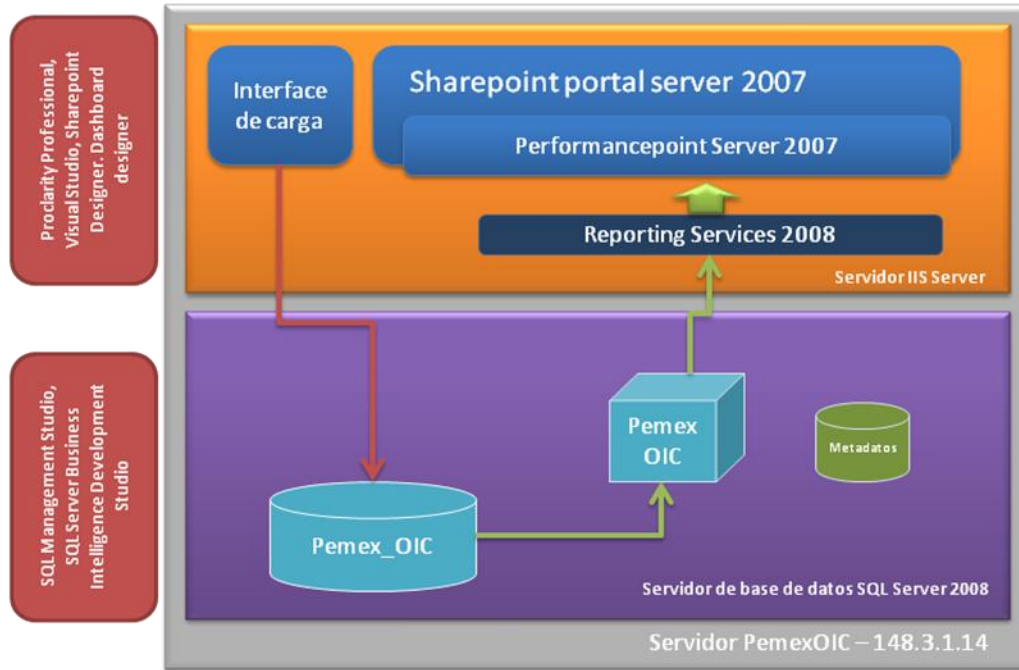 Proclarity Professional,
Visual Studio, Sharepoint
Designer. Dashboard
designer
Interface
de carga
Sharepoint portal server 2007
Performancepoint Server 2007
Reporting Services 2008
Servidor IIS Server
SQL Management Studio,
SQL Server Business
Intelligence Development
Studio
Pemex
OIC
Metadatos
Pemex_OIC
Servidor de base de datos SQL Server 2008
Servidor PemexOIC – 148.3.1.14